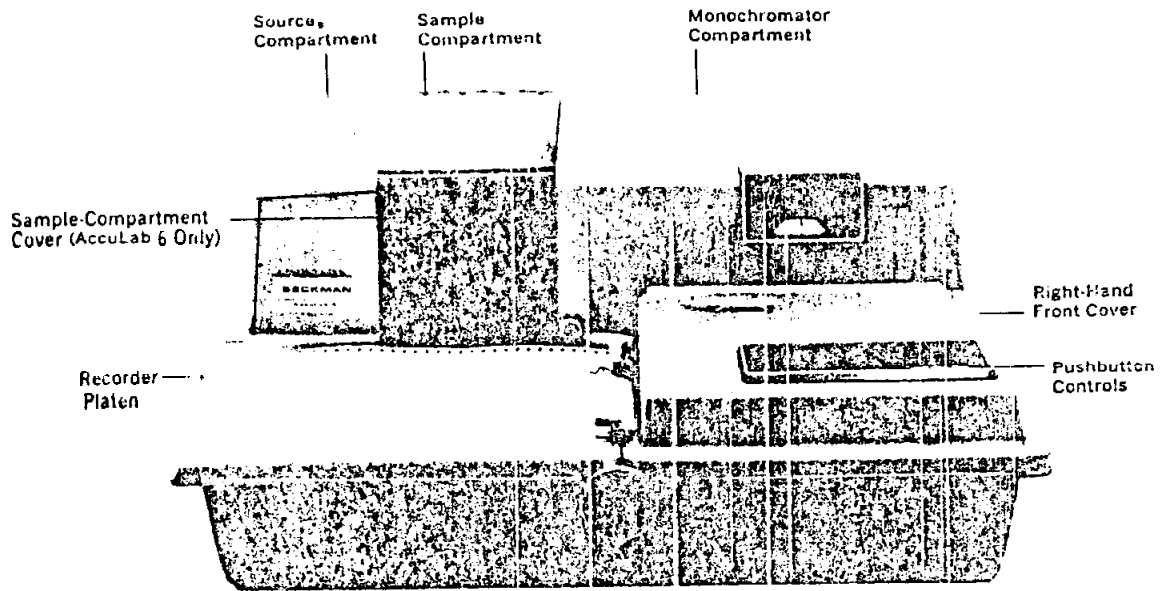 Source
Compartment
Sample
Compartment
Monochromator
Compartment
Sample-Compartment
Cover (AccuLab 6 Only)
BECKMAN
Right-Hand
Front Cover
Recorder
Platen
Pushbutton
Controls